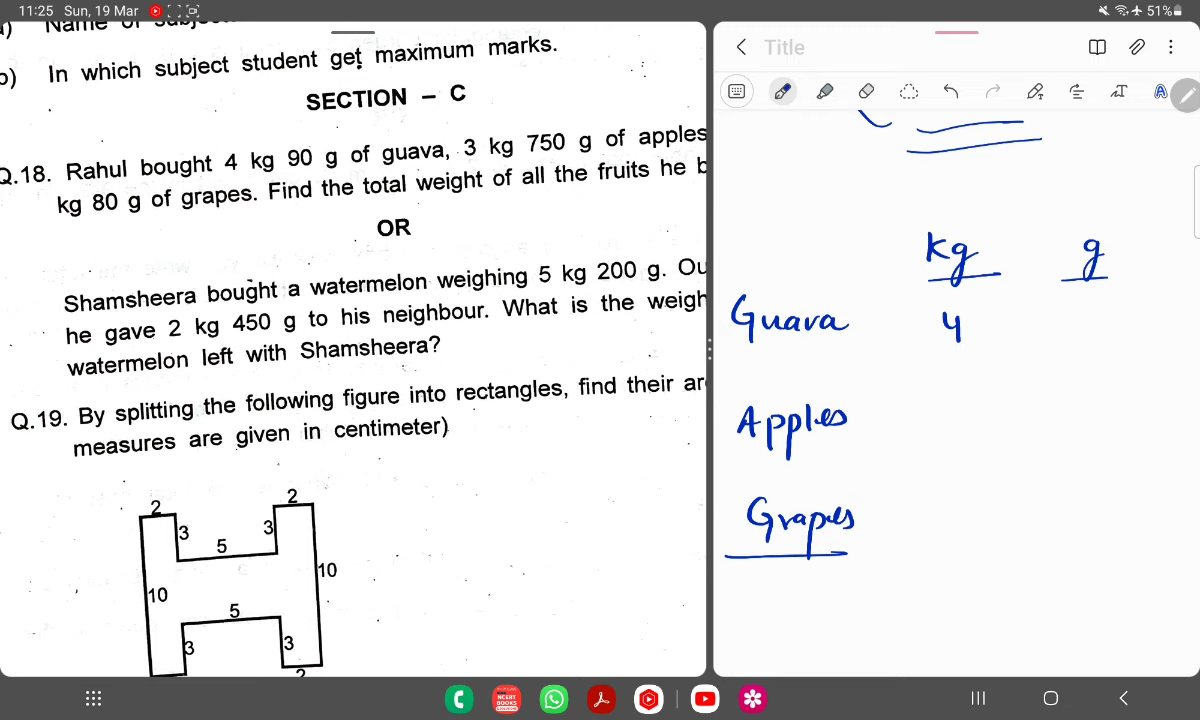 11:25 Sun, 19 Mar
51%
In which subject student get maximum marks.
SECTION – C
Q.18. Rahul bought 4 kg 90 g of guava, 3 kg 750 g of apples
kg 80 g of grapes. Find the total weight of all the fruits he b
OR
Shamsheera bought a watermelon weighing 5 kg 200 g. Ou
he gave 2 kg 450 g to his neighbour. What is the weigh
watermelon left with Shamsheera?
Q.19. By splitting the following figure into rectangles, find their ar
measures are given in centimeter)
2 2
3 3
5
10 10
5
3 3
2
Title
kg g
Guava 4
Apples
Grapes
NCERT
BOOKS